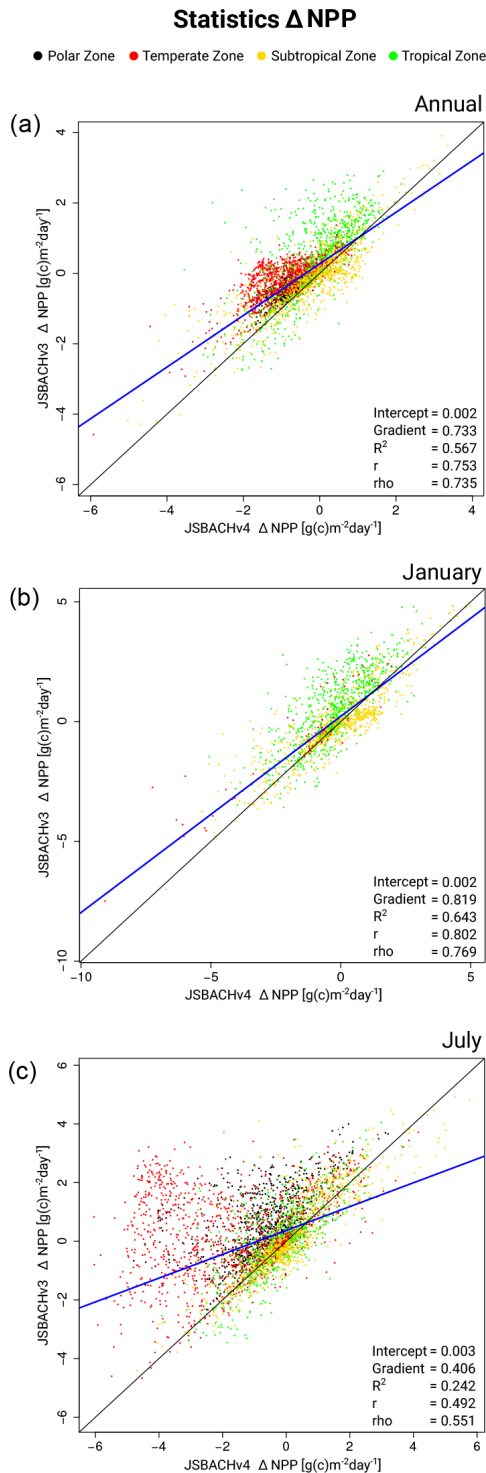 Statistics Δ NPP
Polar Zone Temperate Zone Subtropical Zone Tropical Zone
Annual
(a)
JSBACHv3 Δ NPP [g(c)m⁻²day⁻¹]
4
2
0
−2
−4
−6
Intercept = 0.002
Gradient = 0.733
R² = 0.567
r = 0.753
rho = 0.735
−6 −4 −2 0 2 4
JSBACHv4 Δ NPP [g(c)m⁻²day⁻¹]
January
(b)
JSBACHv3 Δ NPP [g(c)m⁻²day⁻¹]
5
0
−5
−10
Intercept = 0.002
Gradient = 0.819
R² = 0.643
r = 0.802
rho = 0.769
−10 −5 0 5
JSBACHv4 Δ NPP [g(c)m⁻²day⁻¹]
July
(c)
JSBACHv3 Δ NPP [g(c)m⁻²day⁻¹]
6
4
2
0
−2
−4
−6
Intercept = 0.003
Gradient = 0.406
R² = 0.242
r = 0.492
rho = 0.551
−6 −4 −2 0 2 4 6
JSBACHv4 Δ NPP [g(c)m⁻²day⁻¹]